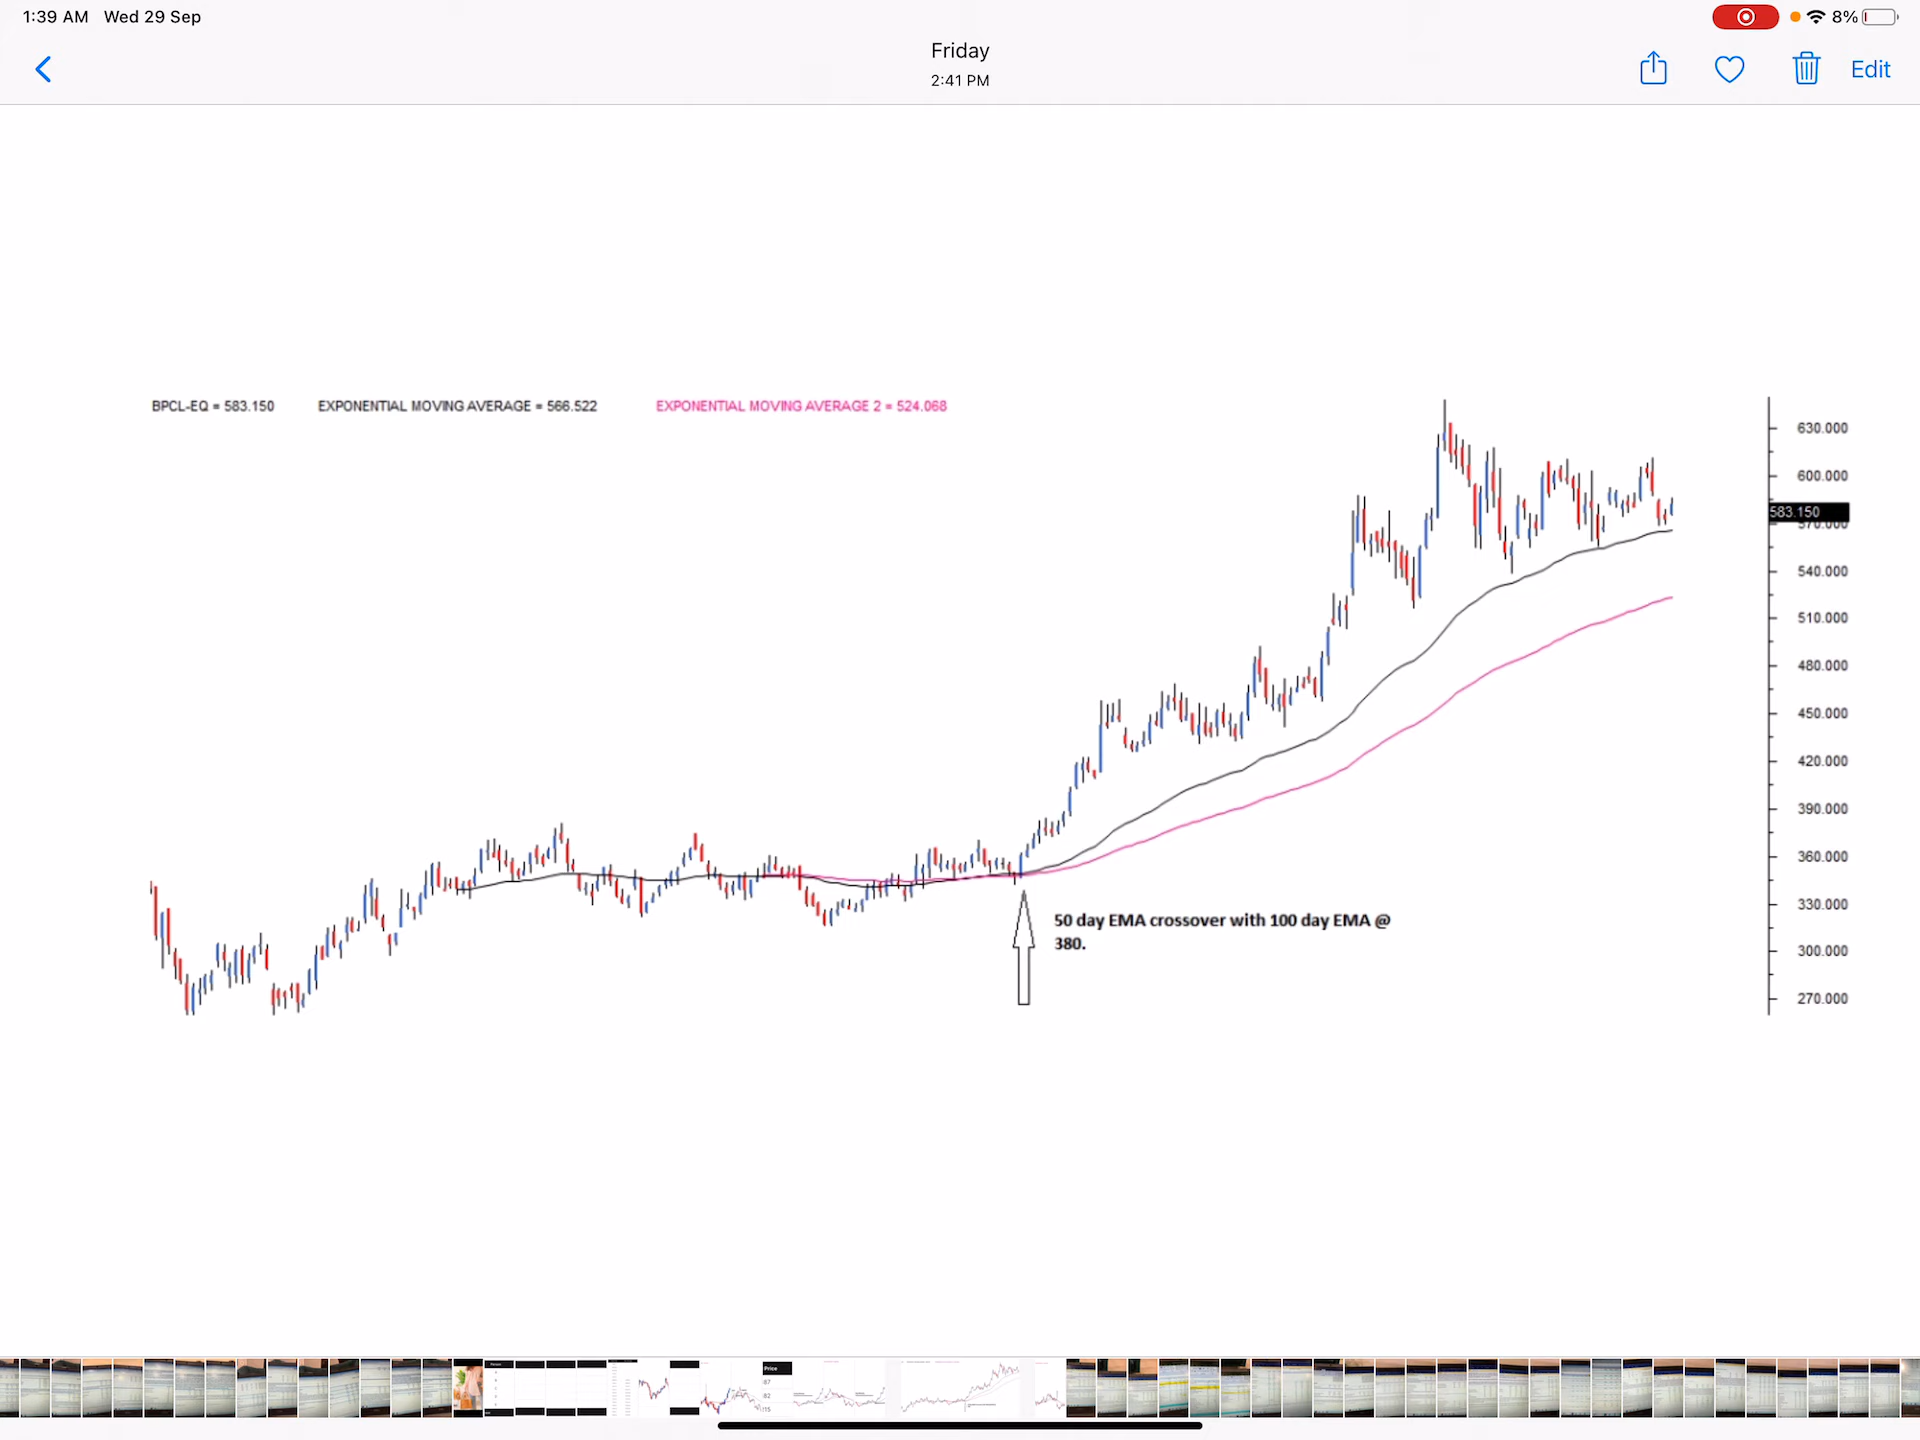 1:39 AM Wed 29 Sep
8%
Friday
2:41 PM
Edit
BPCL-EQ = 583.150 EXPONENTIAL MOVING AVERAGE = 566.522 EXPONENTIAL MOVING AVERAGE 2 = 524.068
630.000
600.000
583.150
570.000
540.000
510.000
480.000
450.000
420.000
390.000
360.000
330.000
300.000
270.000
50 day EMA crossover with 100 day EMA @
380.
Price